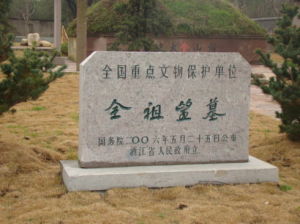 全国重点文物保护单位
全祖望墓
国务院二〇〇六年五月二十五日公布
浙江省人民政府立